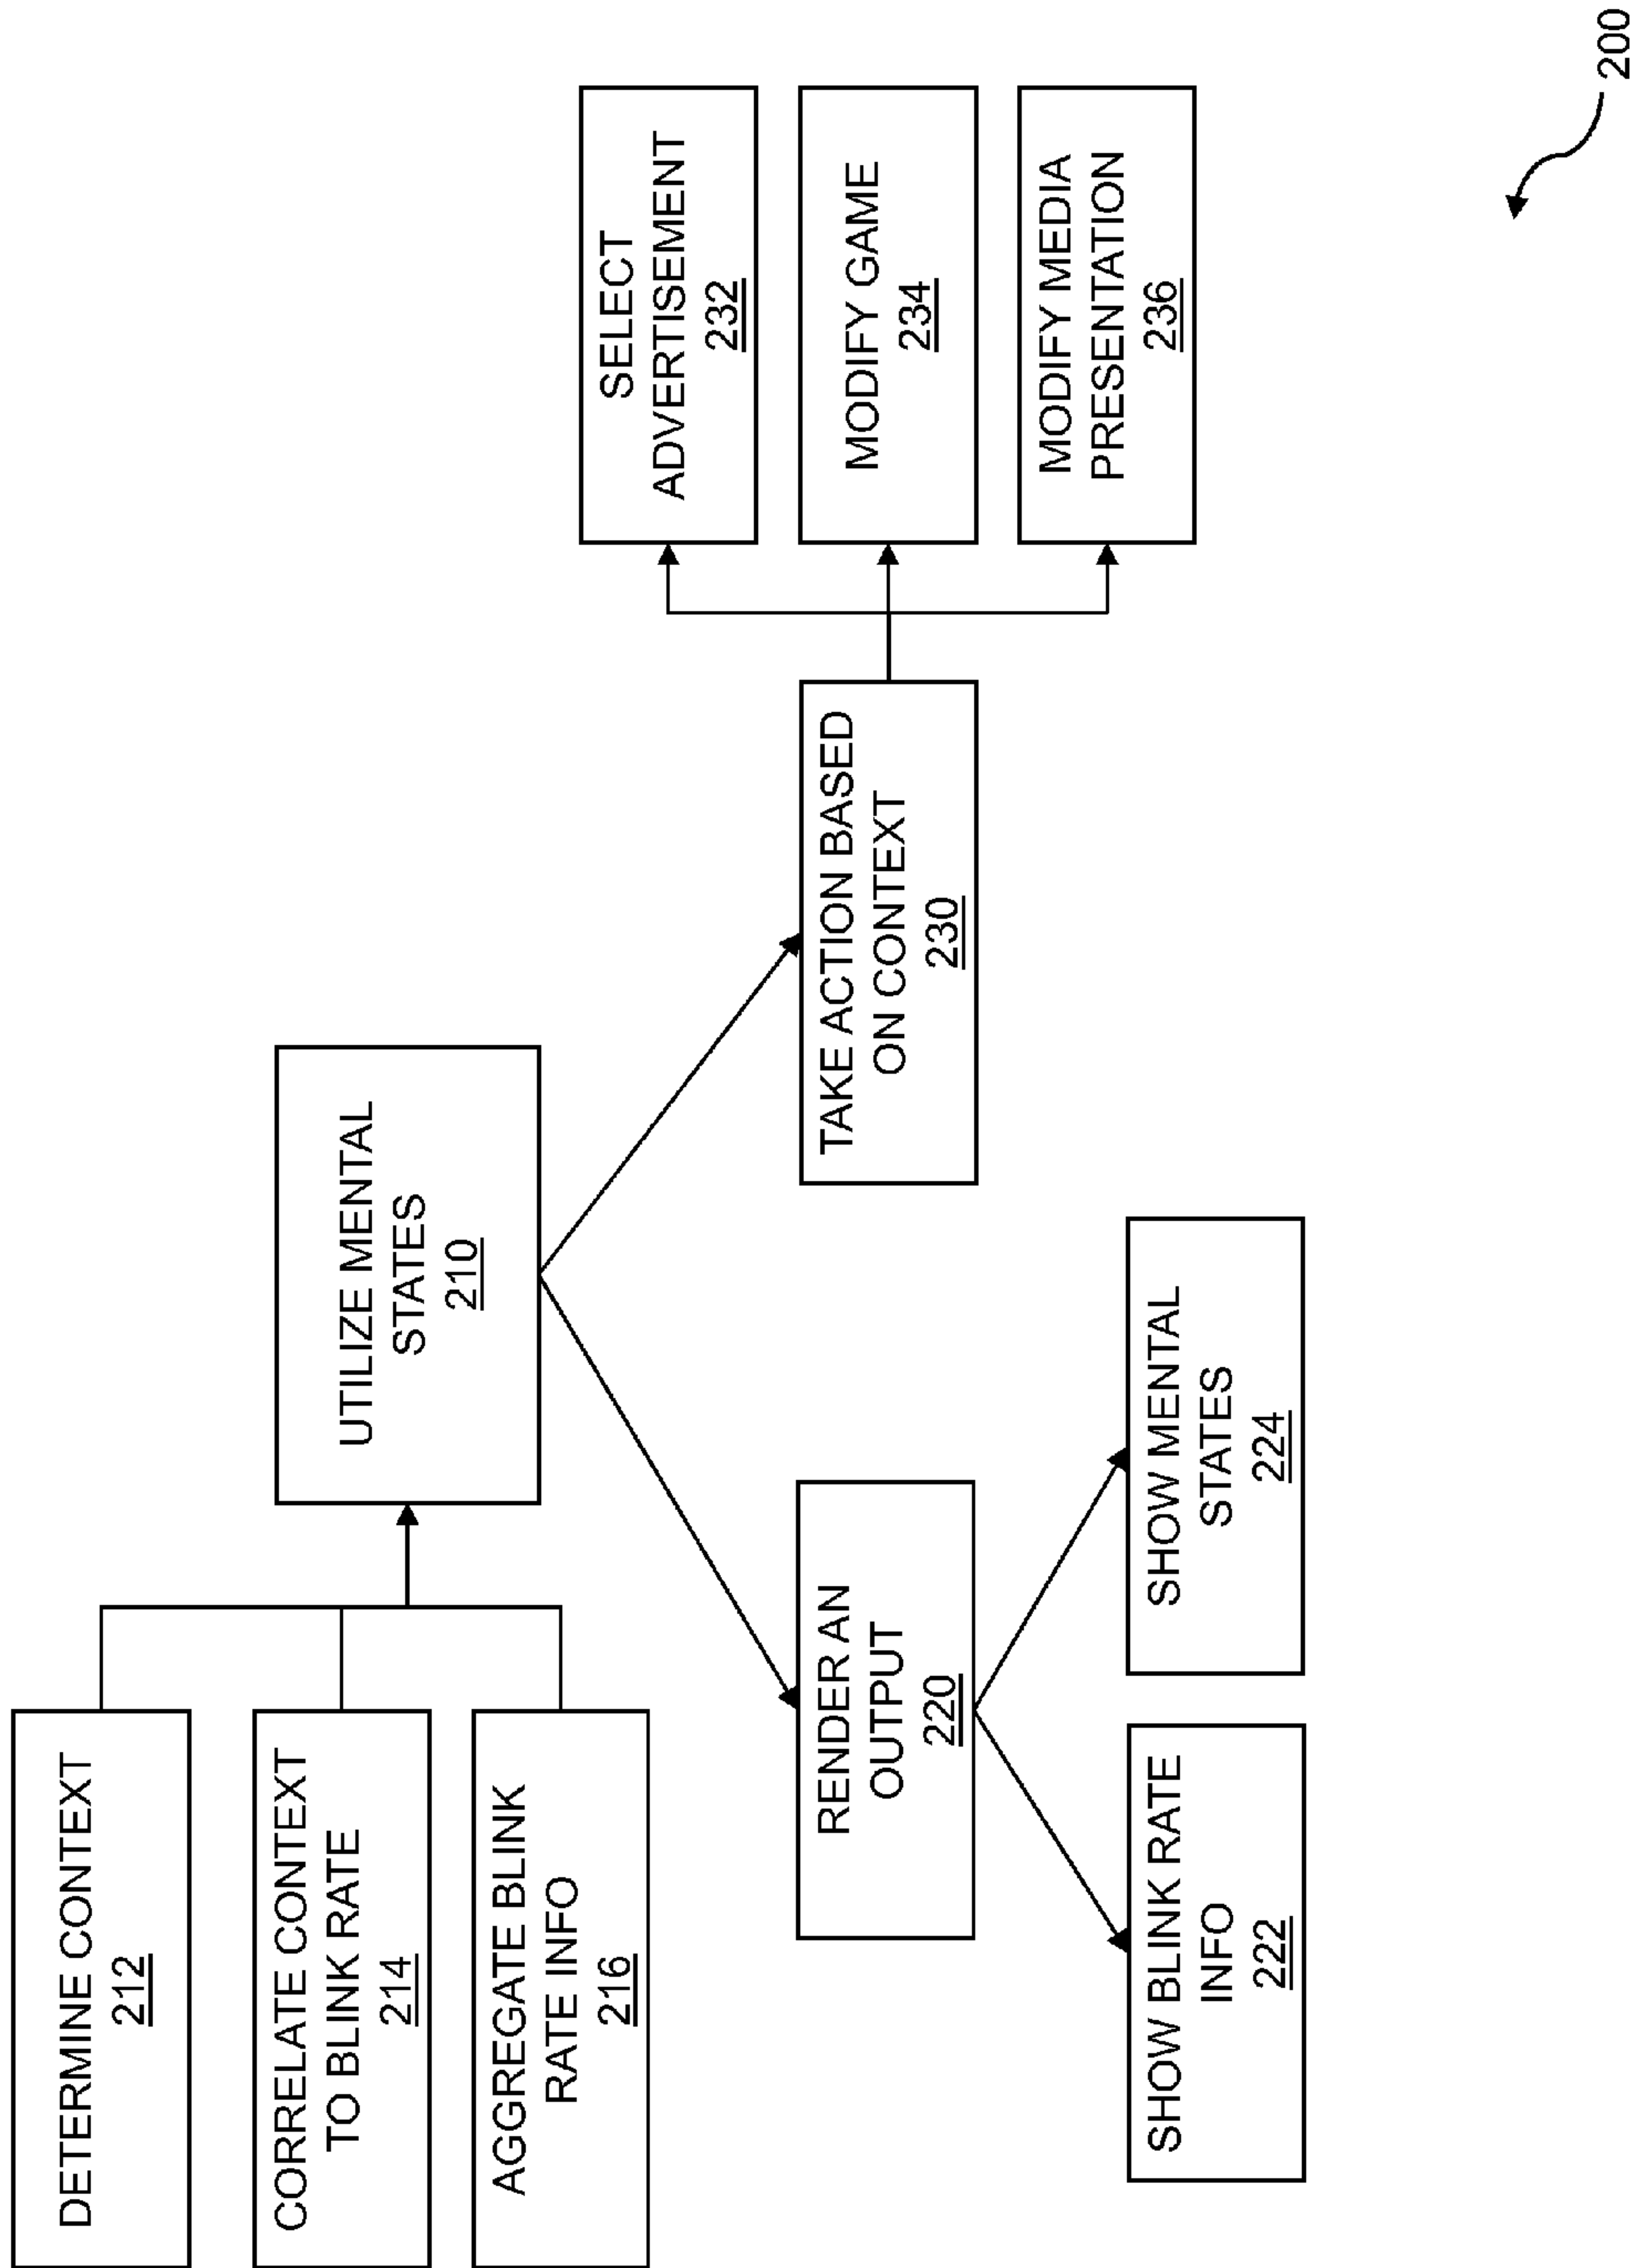 DETERMINE CONTEXT
212
CORRELATE CONTEXT
TO BLINK RATE
214
AGGREGATE BLINK
RATE INFO
216
UTILIZE MENTAL
STATES
210
RENDER AN
OUTPUT
220
SHOW BLINK RATE
INFO
222
SHOW MENTAL
STATES
224
TAKE ACTION BASED
ON CONTEXT
230
SELECT
ADVERTISEMENT
232
MODIFY GAME
234
MODIFY MEDIA
PRESENTATION
236
200